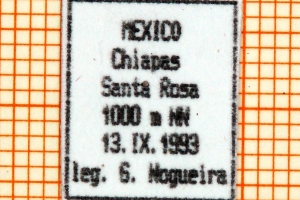 MEXICO
Chiapas
Santa Rosa
1000 m NN
13.IX.1993
leg. G. Nogueira